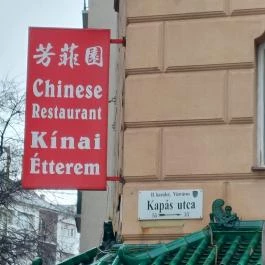 芳菲園
Chinese
Restaurant
Kínai
Étterem
II. kerület, Víziváros
Kapás utca